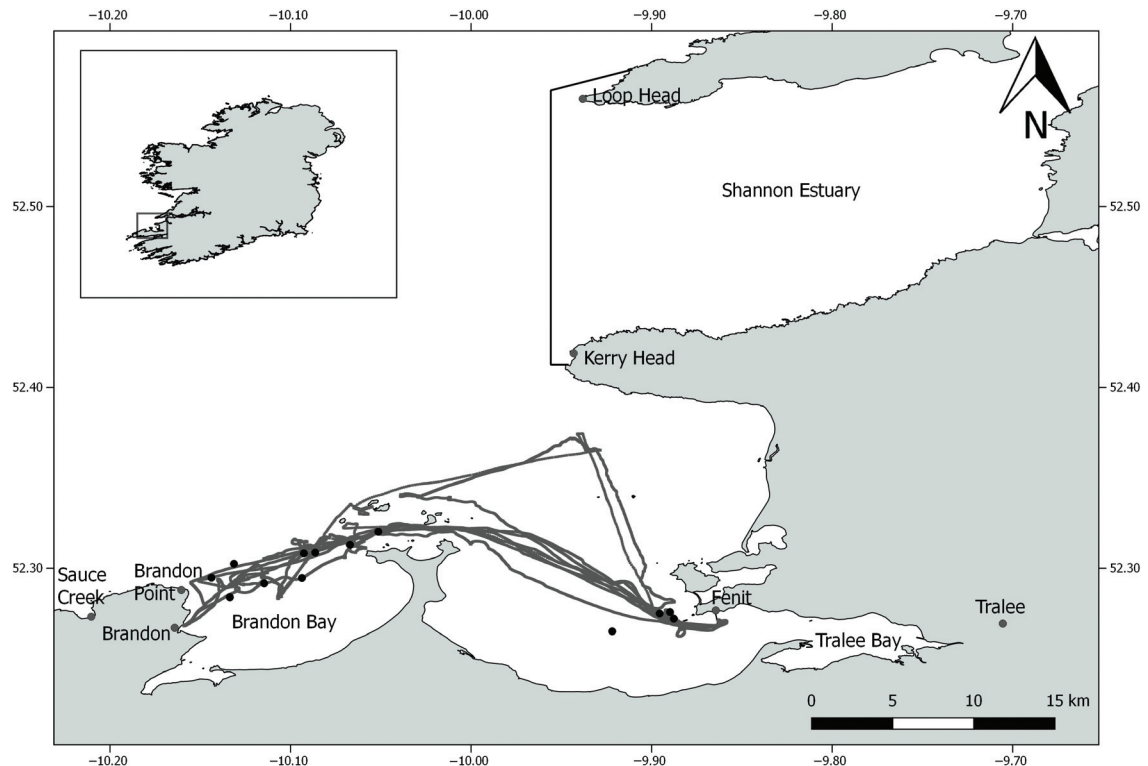 −10.20 −10.10 −10.00 −9.90 −9.80 −9.70
Loop Head
N
Shannon Estuary
52.50 52.50
Kerry Head
52.40 52.40
52.30 52.30
Sauce
Creek
Brandon
Point
Fenit
Tralee
Brandon
Brandon Bay
Tralee Bay
0 5 10 15 km
−10.20 −10.10 −10.00 −9.90 −9.80 −9.70